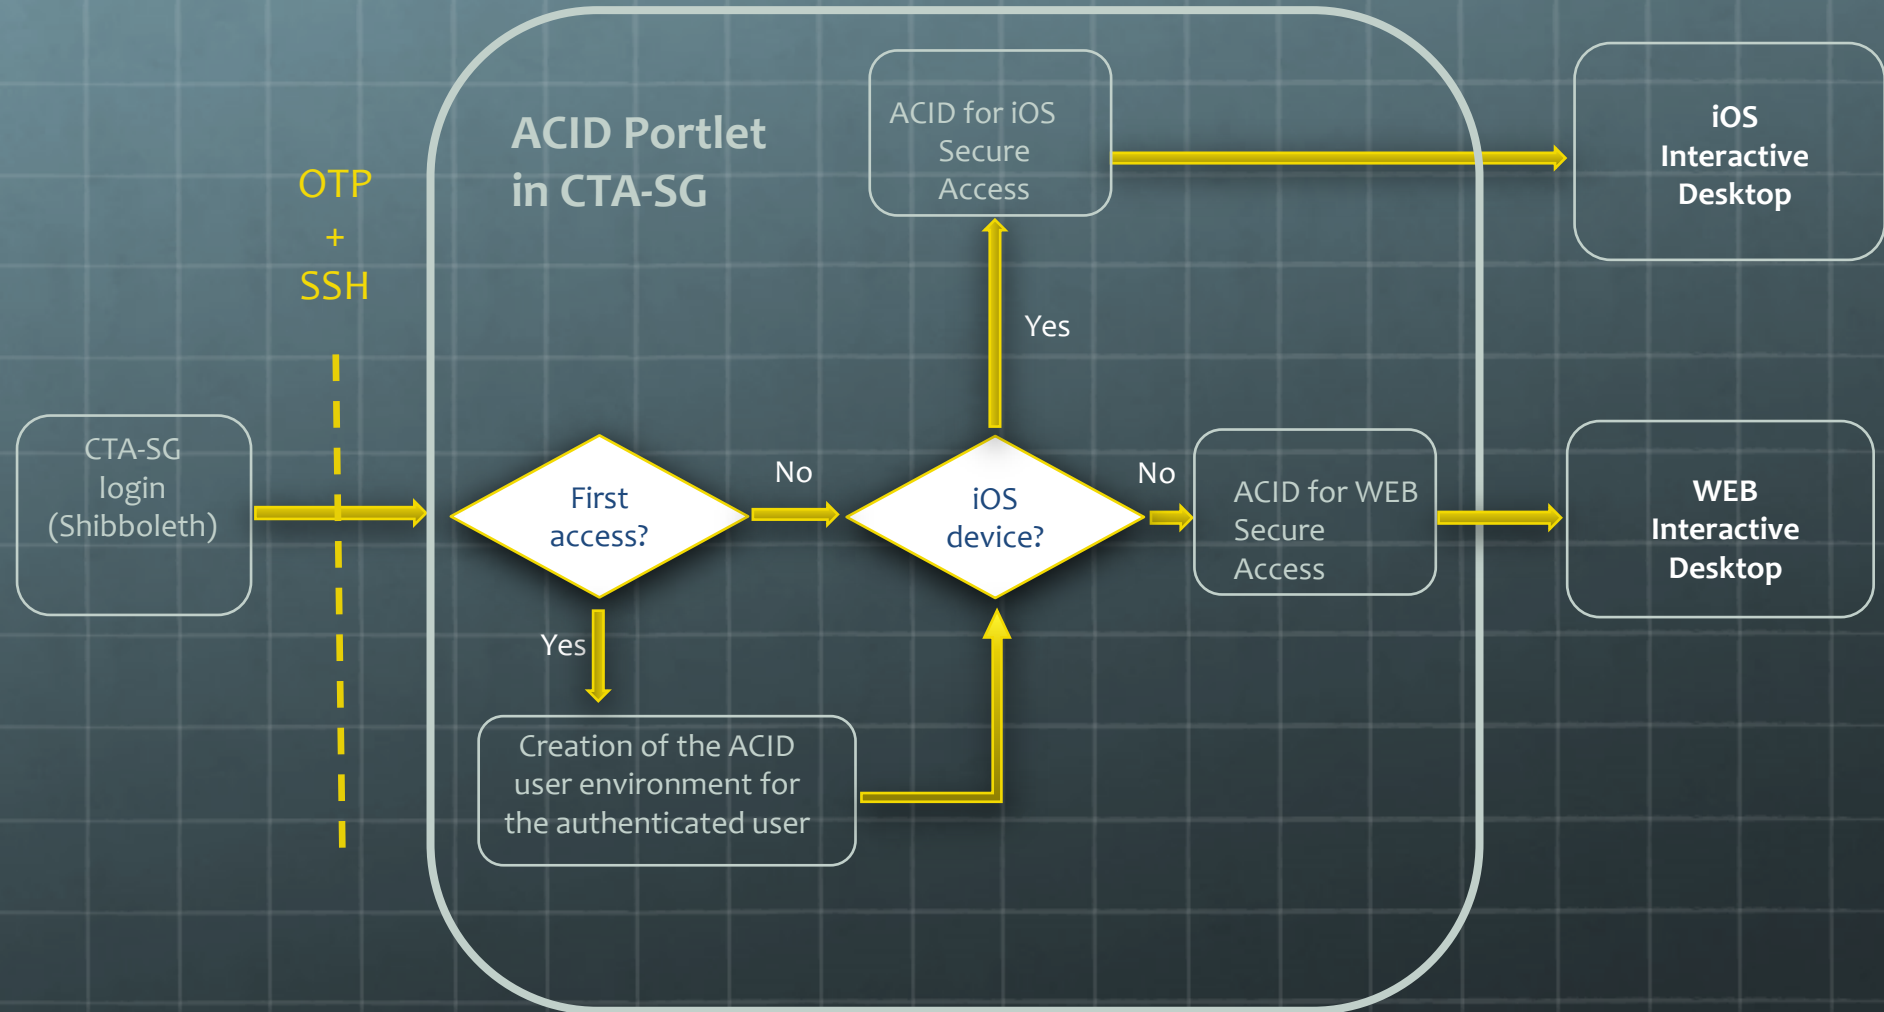 ACID Portlet
in CTA-SG
OTP
+
SSH
CTA-SG
login
(Shibboleth)
First
access?
No
Yes
Creation of the ACID
user environment for
the authenticated user
iOS
device?
Yes
No
ACID for iOS
Secure
Access
iOS
Interactive
Desktop
ACID for WEB
Secure
Access
WEB
Interactive
Desktop